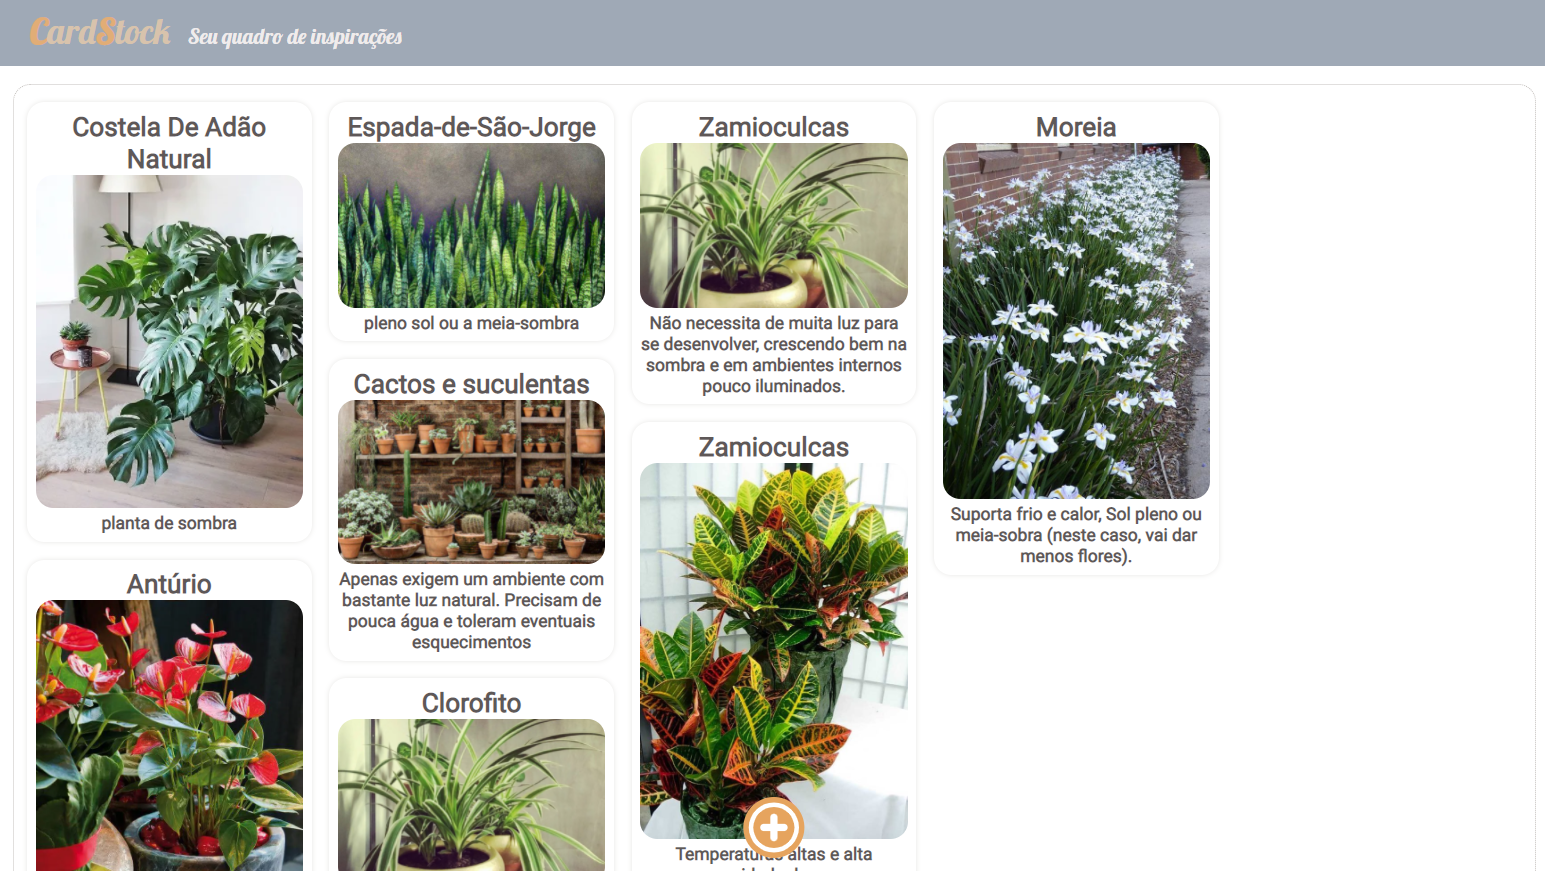 CardStock Seu quadro de inspirações
Costela De Adão
Natural
planta de sombra
Antúrio
Espada-de-São-Jorge
pleno sol ou a meia-sombra
Cactos e suculentas
Apenas exigem um ambiente com
bastante luz natural. Precisam de
pouca água e toleram eventuais
esquecimentos
Clorofito
Zamioculcas
Não necessita de muita luz para
se desenvolver, crescendo bem na
sombra e em ambientes internos
pouco iluminados.
Zamioculcas
Temperaturas altas e alta
Moreia
Suporta frio e calor, Sol pleno ou
meia-sobra (neste caso, vai dar
menos flores).